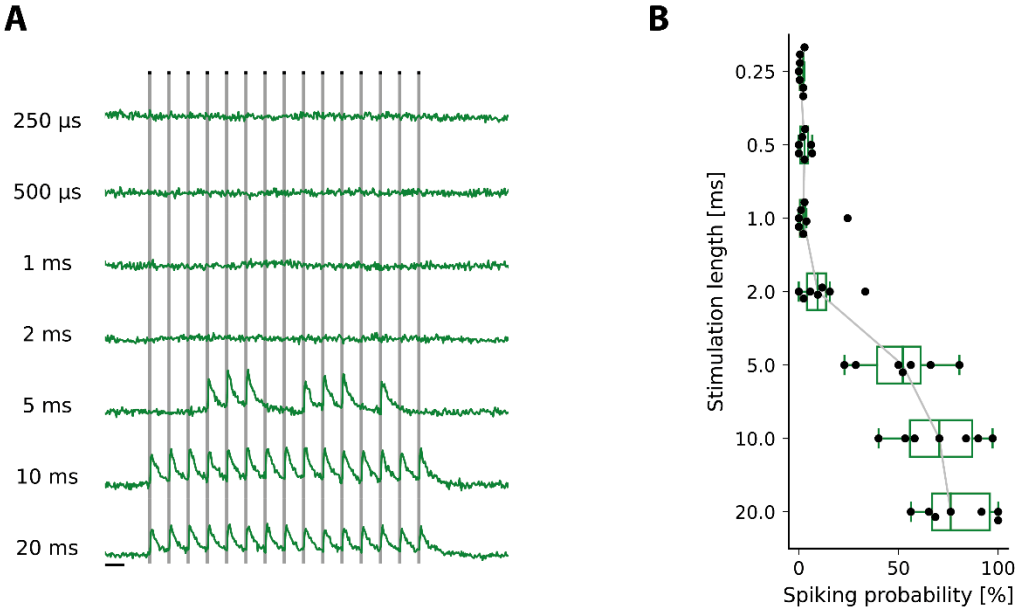 A
250 µs
500 µs
1 ms
2 ms
5 ms
10 ms
20 ms
B
Stimulation length [ms]
0.25
0.5
1.0
2.0
5.0
10.0
20.0
0 50 100
Spiking probability [%]